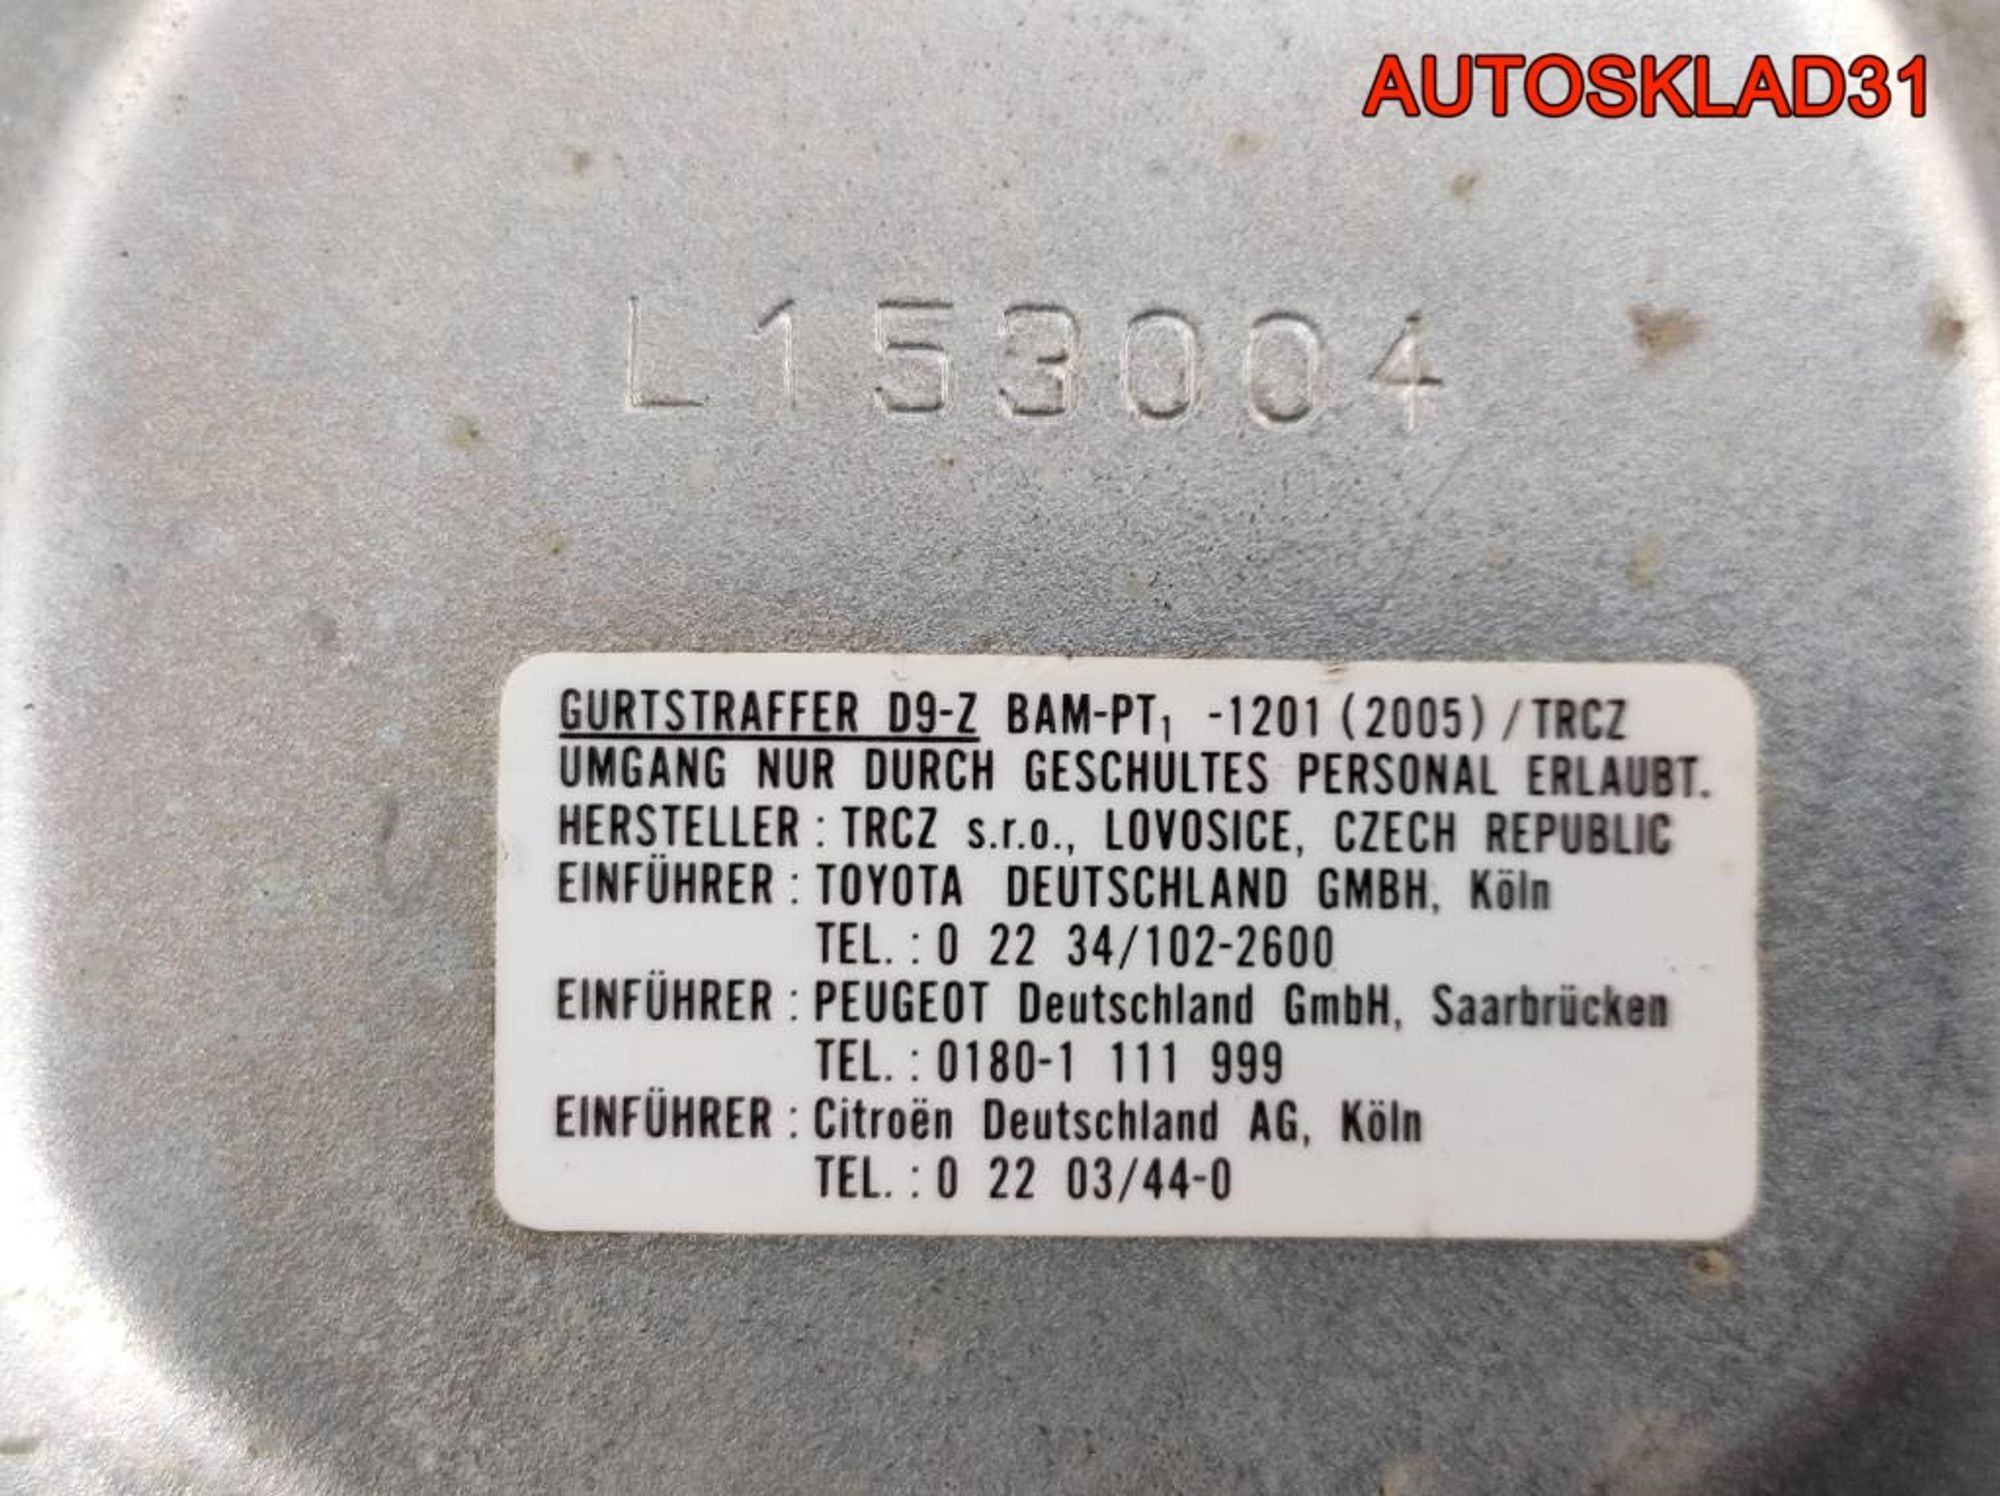 AUTOSKLAD31
L153004
GURTSTRAFFER D9-Z BAM-PT₁ -1201 (2005) / TRCZ
UMGANG NUR DURCH GESCHULTES PERSONAL ERLAUBT.
HERSTELLER : TRCZ s.r.o., LOVOSICE, CZECH REPUBLIC
EINFÜHRER : TOYOTA DEUTSCHLAND GMBH, Köln
TEL. : 0 22 34/102-2600
EINFÜHRER : PEUGEOT Deutschland GmbH, Saarbrücken
TEL. : 0180-1 111 999
EINFÜHRER : Citroën Deutschland AG, Köln
TEL. : 0 22 03/44-0